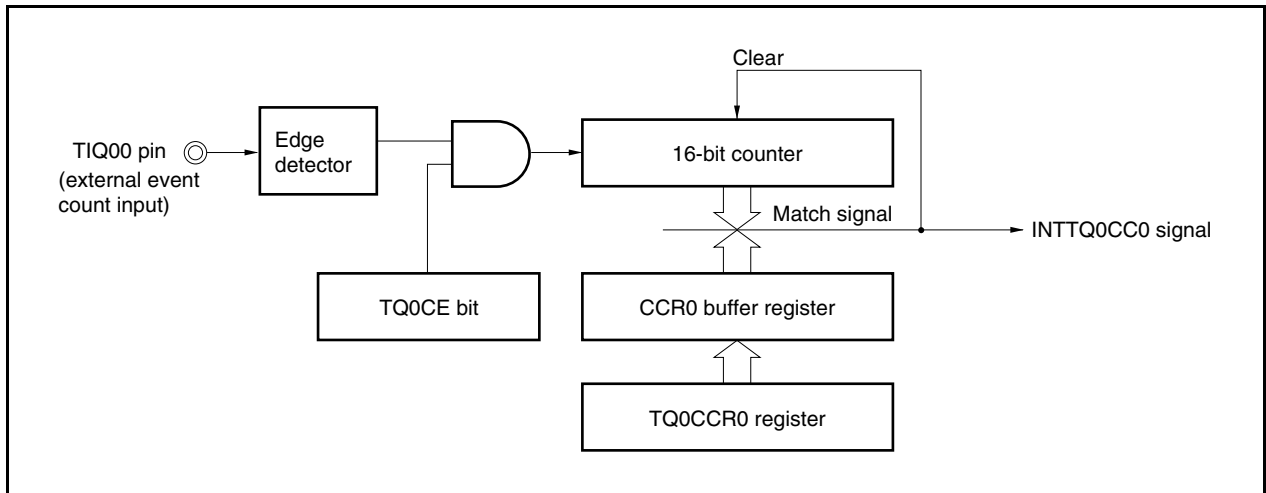 Clear
TIQ00 pin
(external event
count input)
Edge
detector
16-bit counter
Match signal
INTTQ0CC0 signal
TQ0CE bit
CCR0 buffer register
TQ0CCR0 register